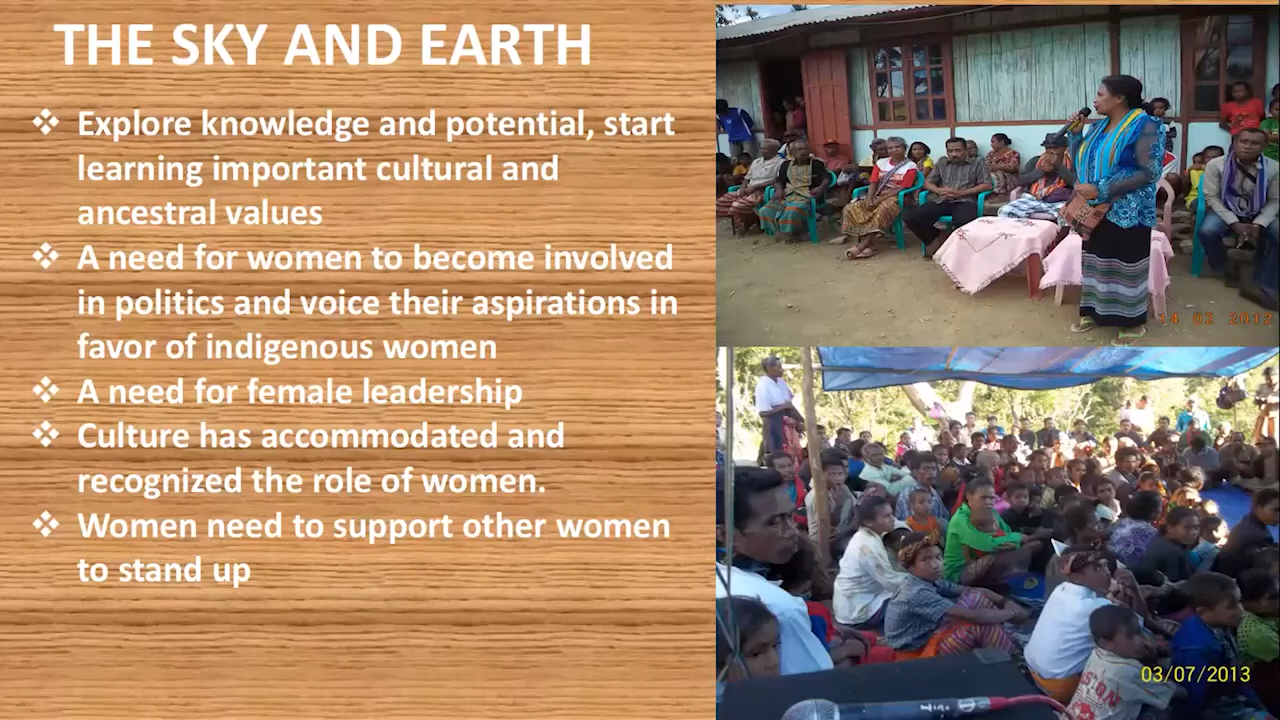 THE SKY AND EARTH
❖ Explore knowledge and potential, start
learning important cultural and
ancestral values
❖ A need for women to become involved
in politics and voice their aspirations in
favor of indigenous women
❖ A need for female leadership
❖ Culture has accommodated and
recognized the role of women.
❖ Women need to support other women
to stand up
14 02 2012
03/07/2013